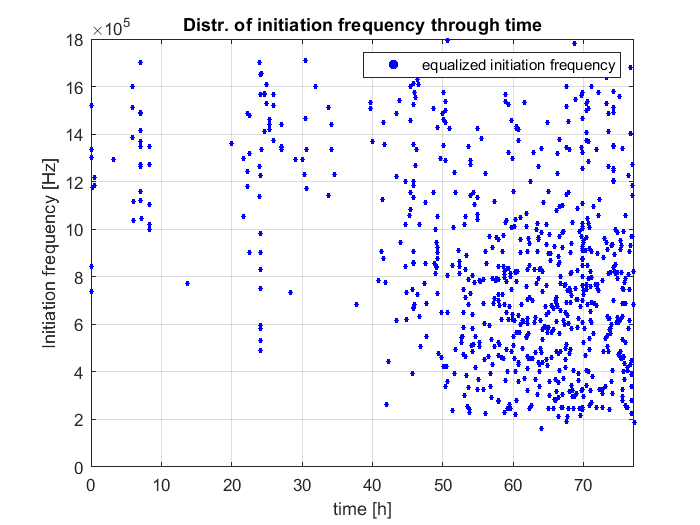 Distr. of initiation frequency through time
×10^5
equalized initiation frequency
18
16
14
12
10
8
6
4
2
0
Initiation frequency [Hz]
0 10 20 30 40 50 60 70
time [h]